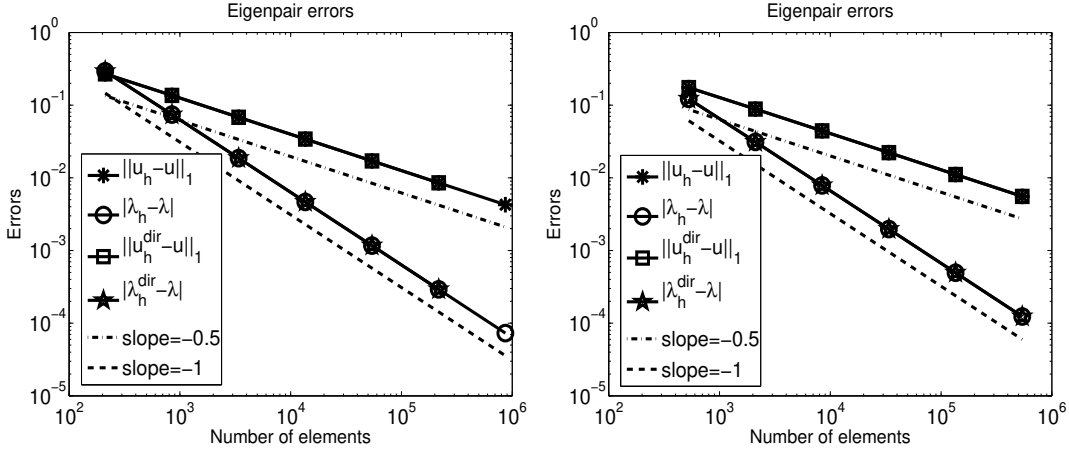 Eigenpair errors
10^0
10^{-1}
10^{-2}
10^{-3}
10^{-4}
10^{-5}
Errors
||u_h−u||_1
|λ_h−λ|
||u_h^{dir}−u||_1
|λ_h^{dir}−λ|
slope=−0.5
slope=−1
10^2
10^3
10^4
10^5
10^6
Number of elements
Eigenpair errors
10^0
10^{-1}
10^{-2}
10^{-3}
10^{-4}
10^{-5}
Errors
||u_h−u||_1
|λ_h−λ|
||u_h^{dir}−u||_1
|λ_h^{dir}−λ|
slope=−0.5
slope=−1
10^2
10^3
10^4
10^5
10^6
Number of elements